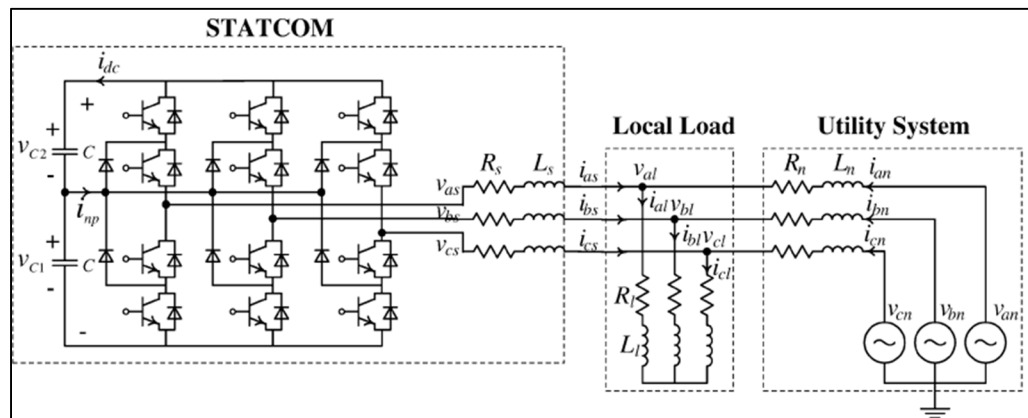 STATCOM
i_dc
+
+
v_C2
C
-
i_np
+
v_C1
C
-
-
v_as
v_bs
v_cs
R_s
L_s
i_as
i_bs
i_cs
Local Load
v_al
i_al
v_bl
i_bl
v_cl
i_cl
R_l
L_l
Utility System
R_n
L_n
i_an
i_bn
i_cn
v_cn
v_bn
v_an